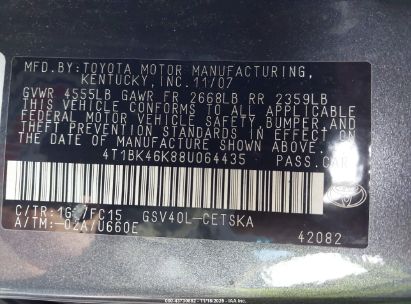 MFD.BY: TOYOTA MOTOR MANUFACTURING,
KENTUCKY, INC. 11/07
GVWR 4555LB GAWR FR 2668LB RR 2359LB
THIS VEHICLE CONFORMS TO ALL APPLICABLE
FEDERAL MOTOR VEHICLE SAFETY, BUMPER, AND
THEFT PREVENTION STANDARDS IN EFFECT ON
THE DATE OF MANUFACTURE SHOWN ABOVE.
4T1BK46K88U064435 PASS.CAR
C/TR: /FC15 GSV40L-CETSKA
A/TM:-02A/U660E
42082
TOYOTA